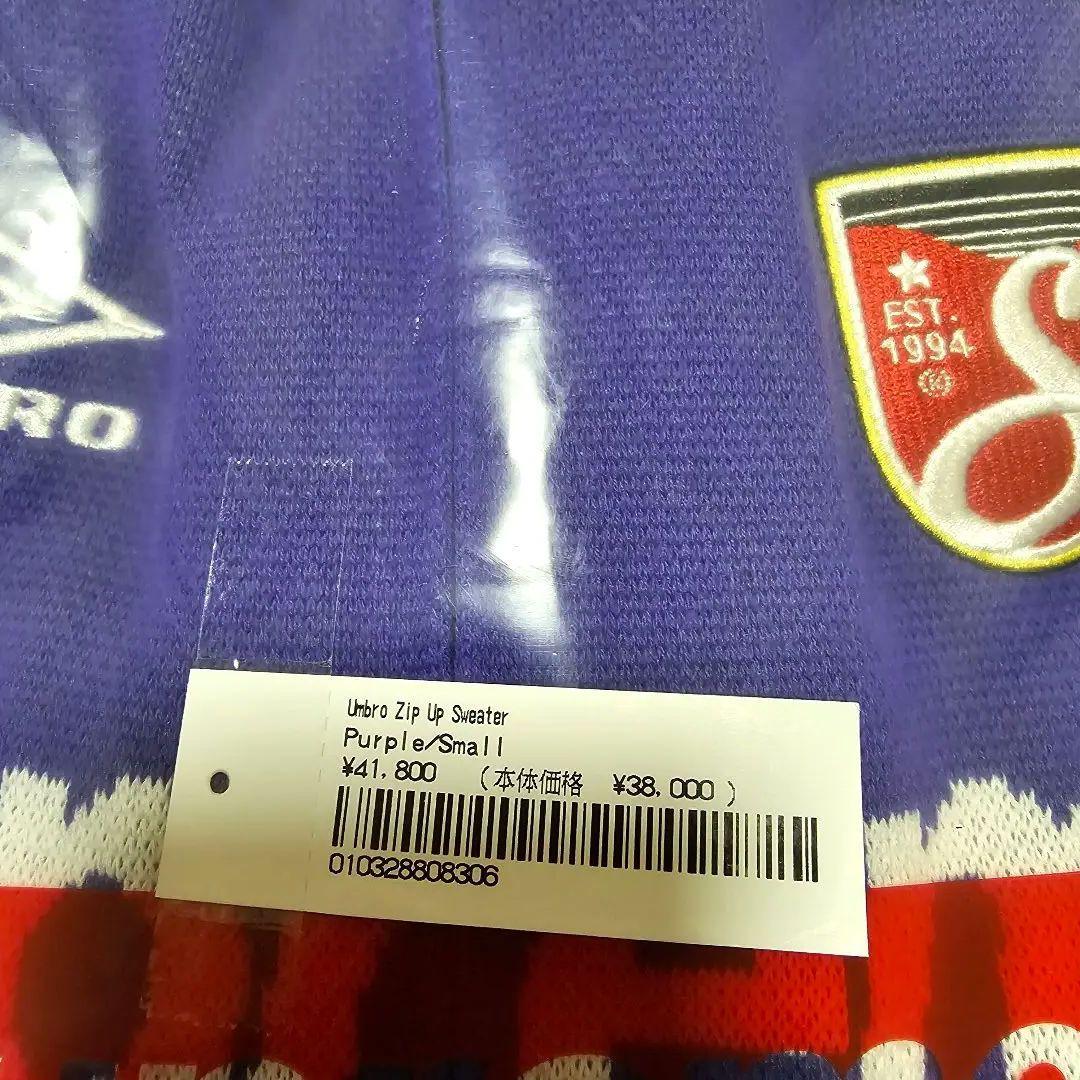 EST.
1994
RO
Umbro Zip Up Sweater
Purple/Small
¥41,800 (本体価格 ¥38,000)
010328808306